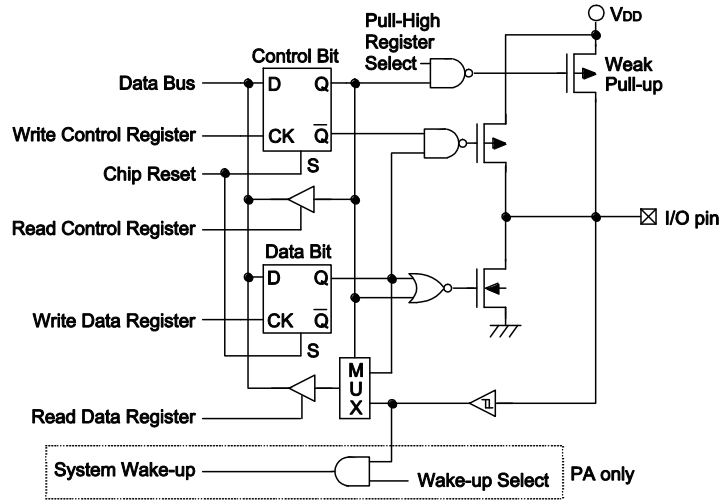 VDD
Pull-High
Register
Select
Weak
Pull-up
Control Bit
Data Bus
D
Q
Write Control Register
CK
Q
S
Chip Reset
Read Control Register
I/O pin
Data Bit
D
Q
Write Data Register
CK
Q
S
M
U
X
Read Data Register
System Wake-up
Wake-up Select
PA only